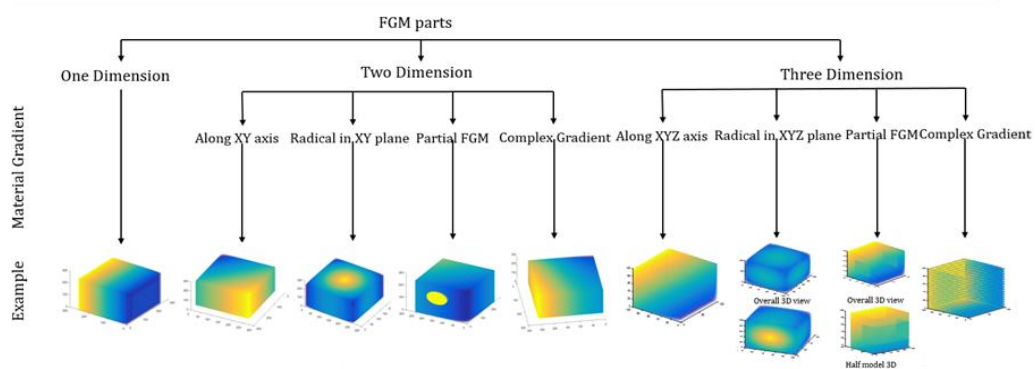 FGM parts
One Dimension
Two Dimension
Three Dimension
Material Gradient
Along XY axis
Radical in XY plane
Partial FGM
Complex Gradient
Along XYZ axis
Radical in XYZ plane
Partial FGM
Complex Gradient
Example
Overall 3D view
Overall 3D view
Half model 3D